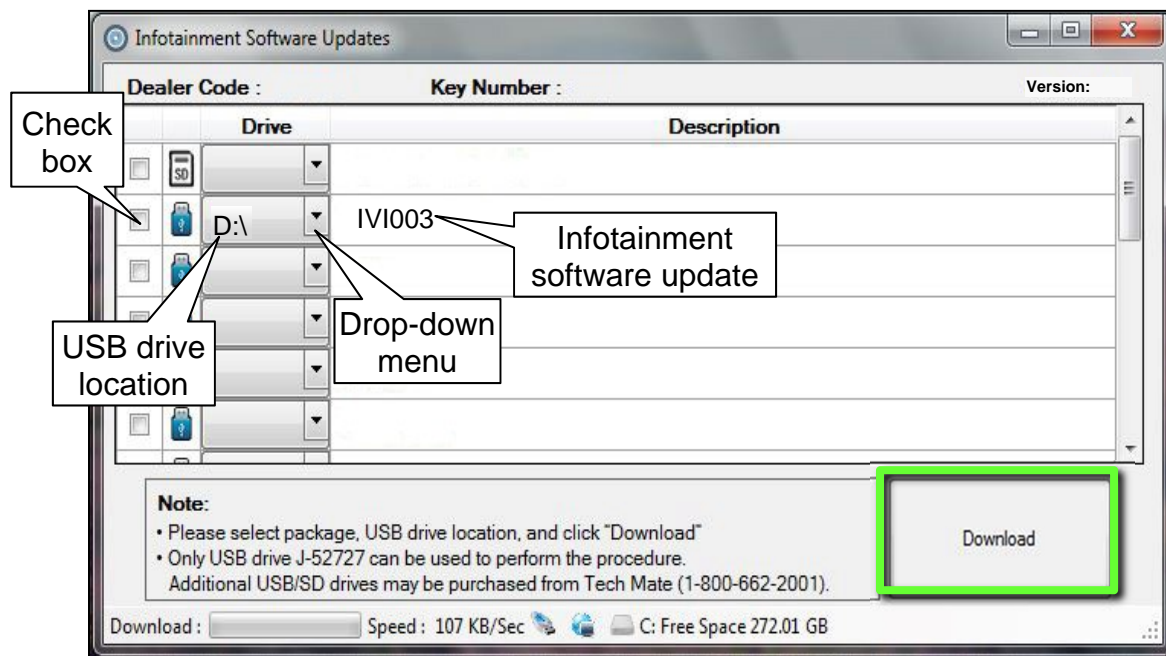 Infotainment Software Updates
Dealer Code :
Key Number :
Version:
Drive
Description
Check
box
SD
D:\
IVI003
Infotainment
software update
USB drive
location
Drop-down
menu
Note:
• Please select package, USB drive location, and click "Download"
• Only USB drive J-52727 can be used to perform the procedure.
Additional USB/SD drives may be purchased from Tech Mate (1-800-662-2001).
Download
Download :
Speed : 107 KB/Sec
C: Free Space 272.01 GB